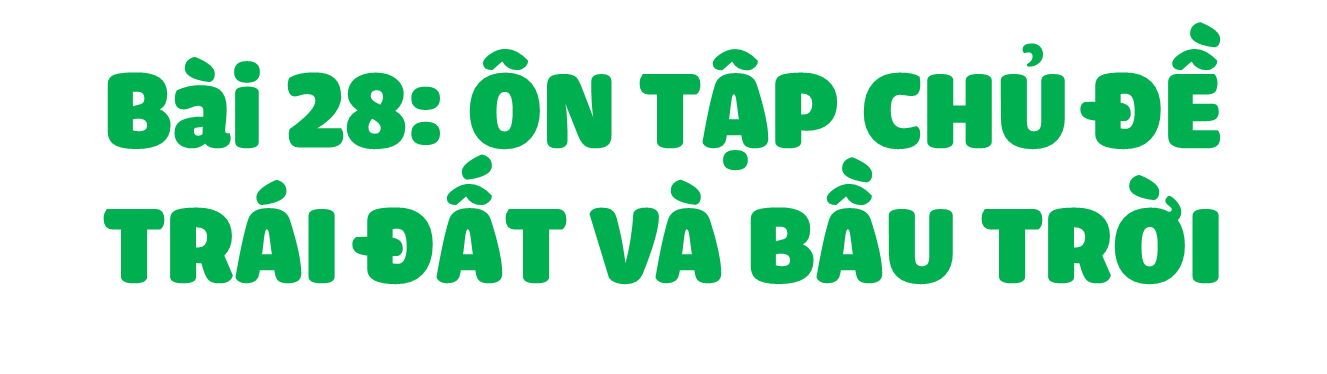 Bài 28: ÔN TẬP CHỦ ĐỀ
TRÁI ĐẤT VÀ BẦU TRỜI